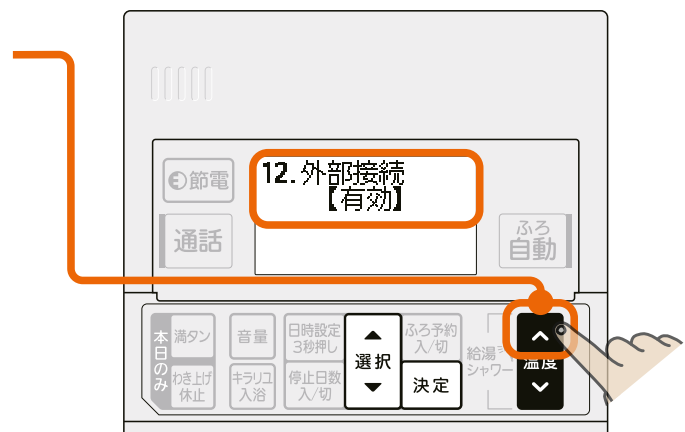 節電
12.外部接続
【有効】
通話
ふろ
自動
本日のみ
満タン
わき上げ
休止
音量
キラリユ
入浴
日時設定
3秒押し
停止日数
入/切
選択
ふろ予約
入/切
決定
給湯
シャワー
温度